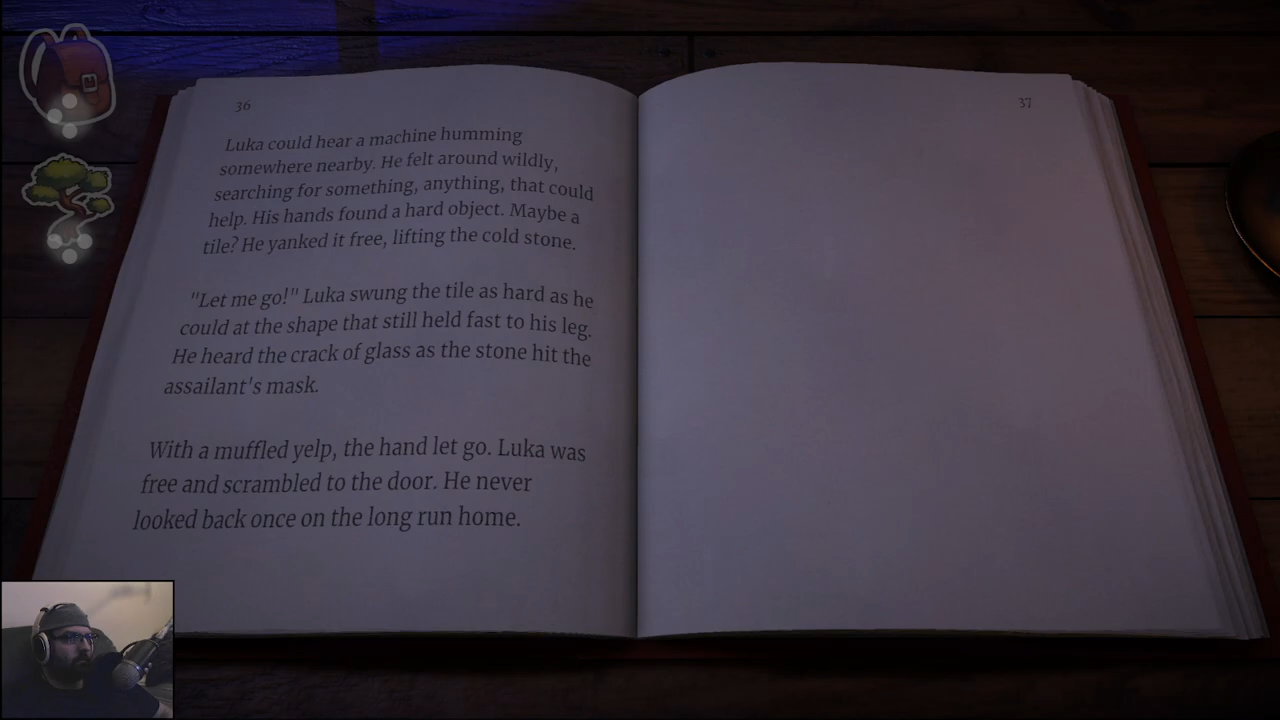 36
Luka could hear a machine humming
somewhere nearby. He felt around wildly,
searching for something, anything, that could
help. His hands found a hard object. Maybe a
tile? He yanked it free, lifting the cold stone.
"Let me go!" Luka swung the tile as hard as he
could at the shape that still held fast to his leg.
He heard the crack of glass as the stone hit the
assailant's mask.
With a muffled yelp, the hand let go. Luka was
free and scrambled to the door. He never
looked back once on the long run home.
37